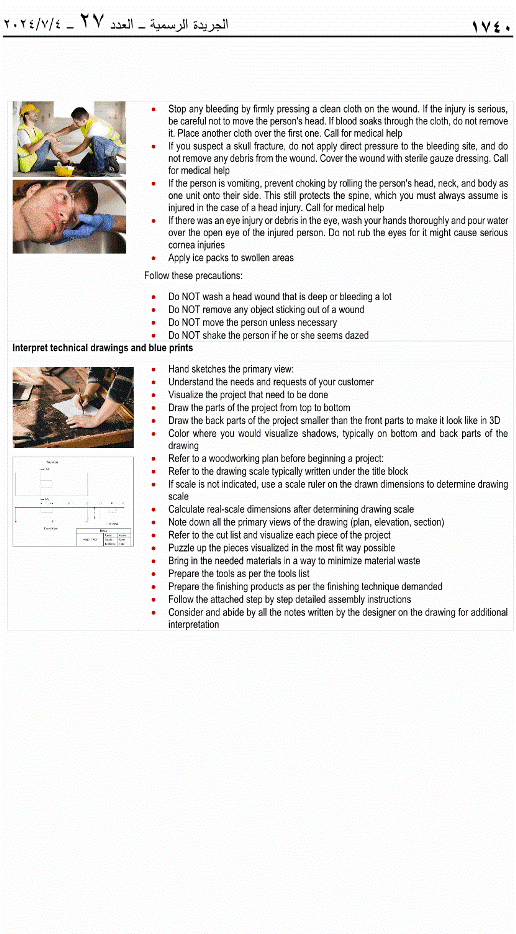 ١٧٤٠
الجريدة الرسمية ــ العدد ٢٧ ــ ٢٠٢٤/٧/٤
• Stop any bleeding by firmly pressing a clean cloth on the wound. If the injury is serious,
be careful not to move the person's head. If blood soaks through the cloth, do not remove
it. Place another cloth over the first one. Call for medical help
• If you suspect a skull fracture, do not apply direct pressure to the bleeding site, and do
not remove any debris from the wound. Cover the wound with sterile gauze dressing. Call
for medical help
• If the person is vomiting, prevent choking by rolling the person's head, neck, and body as
one unit onto their side. This still protects the spine, which you must always assume is
injured in the case of a head injury. Call for medical help
• If there was an eye injury or debris in the eye, wash your hands thoroughly and pour water
over the open eye of the injured person. Do not rub the eyes for it might cause serious
cornea injuries
• Apply ice packs to swollen areas
Follow these precautions:
• Do NOT wash a head wound that is deep or bleeding a lot
• Do NOT remove any object sticking out of a wound
• Do NOT move the person unless necessary
• Do NOT shake the person if he or she seems dazed
Interpret technical drawings and blue prints
• Hand sketches the primary view:
• Understand the needs and requests of your customer
• Visualize the project that need to be done
• Draw the parts of the project from top to bottom
• Draw the back parts of the project smaller than the front parts to make it look like in 3D
• Color where you would visualize shadows, typically on bottom and back parts of the
drawing
• Refer to a woodworking plan before beginning a project:
• Refer to the drawing scale typically written under the title block
• If scale is not indicated, use a scale ruler on the drawn dimensions to determine drawing
scale
• Calculate real-scale dimensions after determining drawing scale
• Note down all the primary views of the drawing (plan, elevation, section)
• Refer to the cut list and visualize each piece of the project
• Puzzle up the pieces visualized in the most fit way possible
• Bring in the needed materials in a way to minimize material waste
• Prepare the tools as per the tools list
• Prepare the finishing products as per the finishing technique demanded
• Follow the attached step by step detailed assembly instructions
• Consider and abide by all the notes written by the designer on the drawing for additional
interpretation